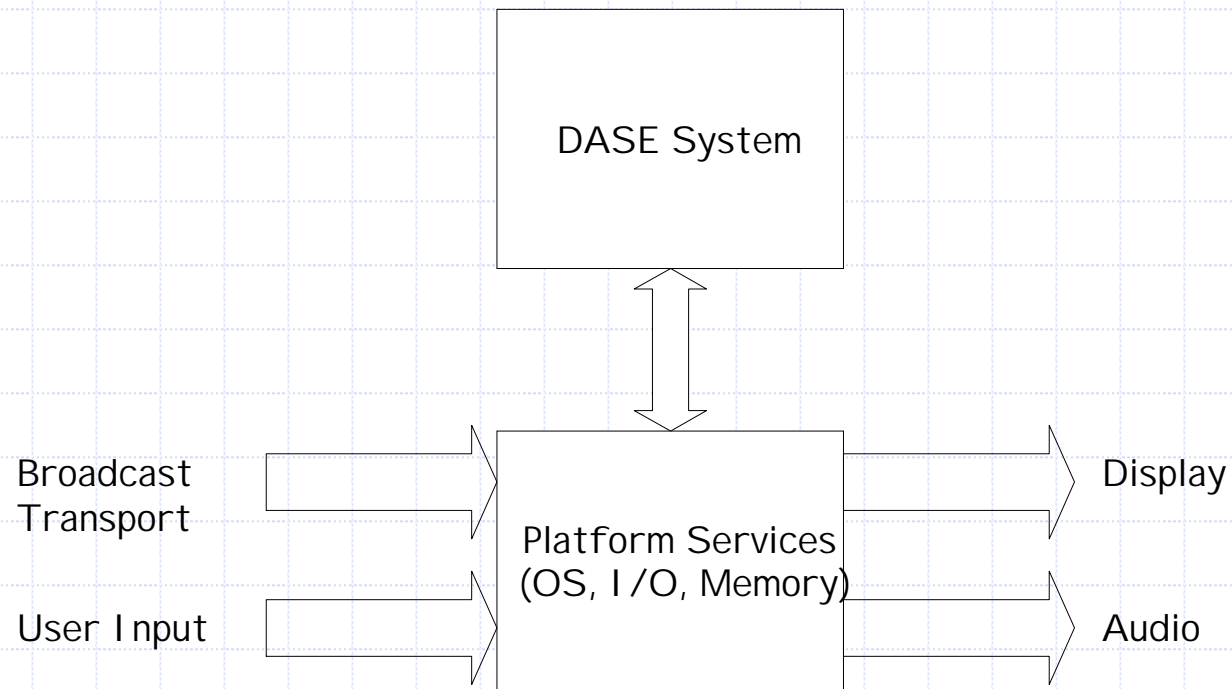 DASE System
Broadcast
Transport
Display
Platform Services
(OS, I/O, Memory)
User Input
Audio